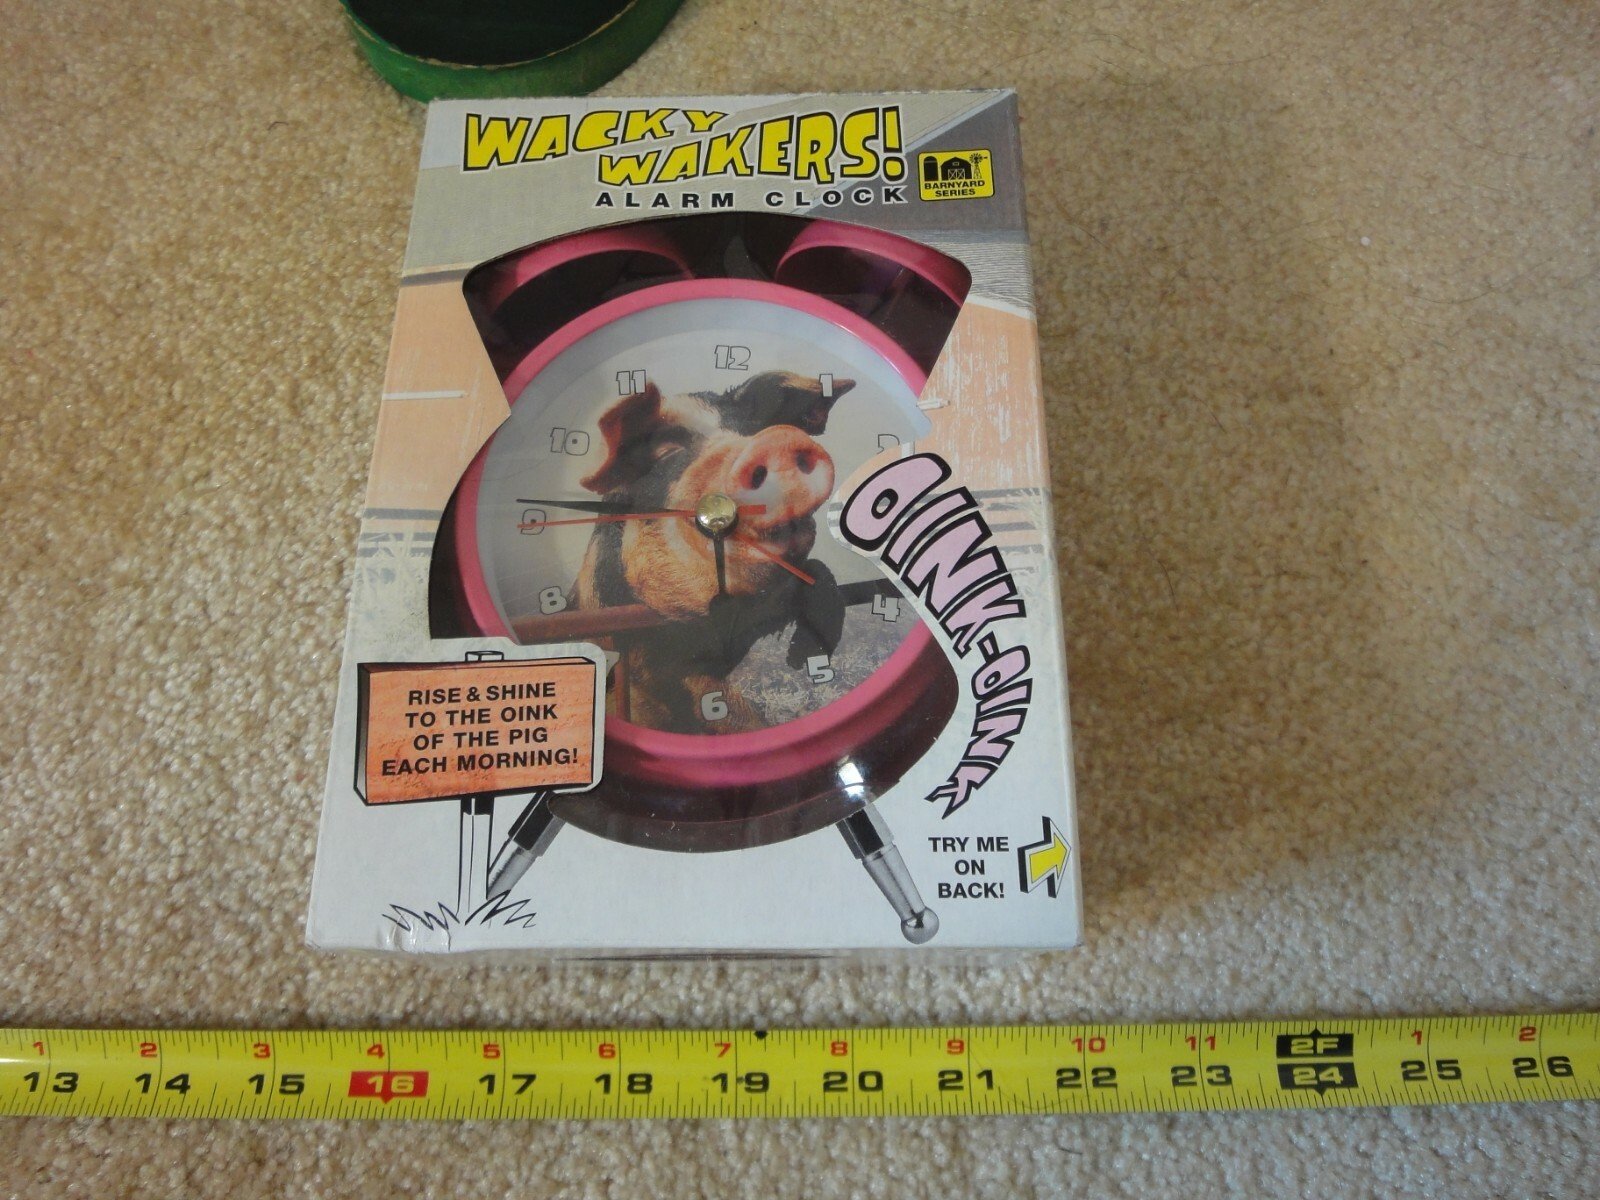 WACKY
WAKERS!
ALARM CLOCK
BARNYARD
SERIES
12
11
1
10
2
9
8
4
5
6
OINK-OINK
RISE & SHINE
TO THE OINK
OF THE PIG
EACH MORNING!
TRY ME
ON
BACK!
1 2 3 4 5 6 7 8 9 10 11 2F 1 2
13 14 15 16 17 18 19 20 21 22 23 24 25 26